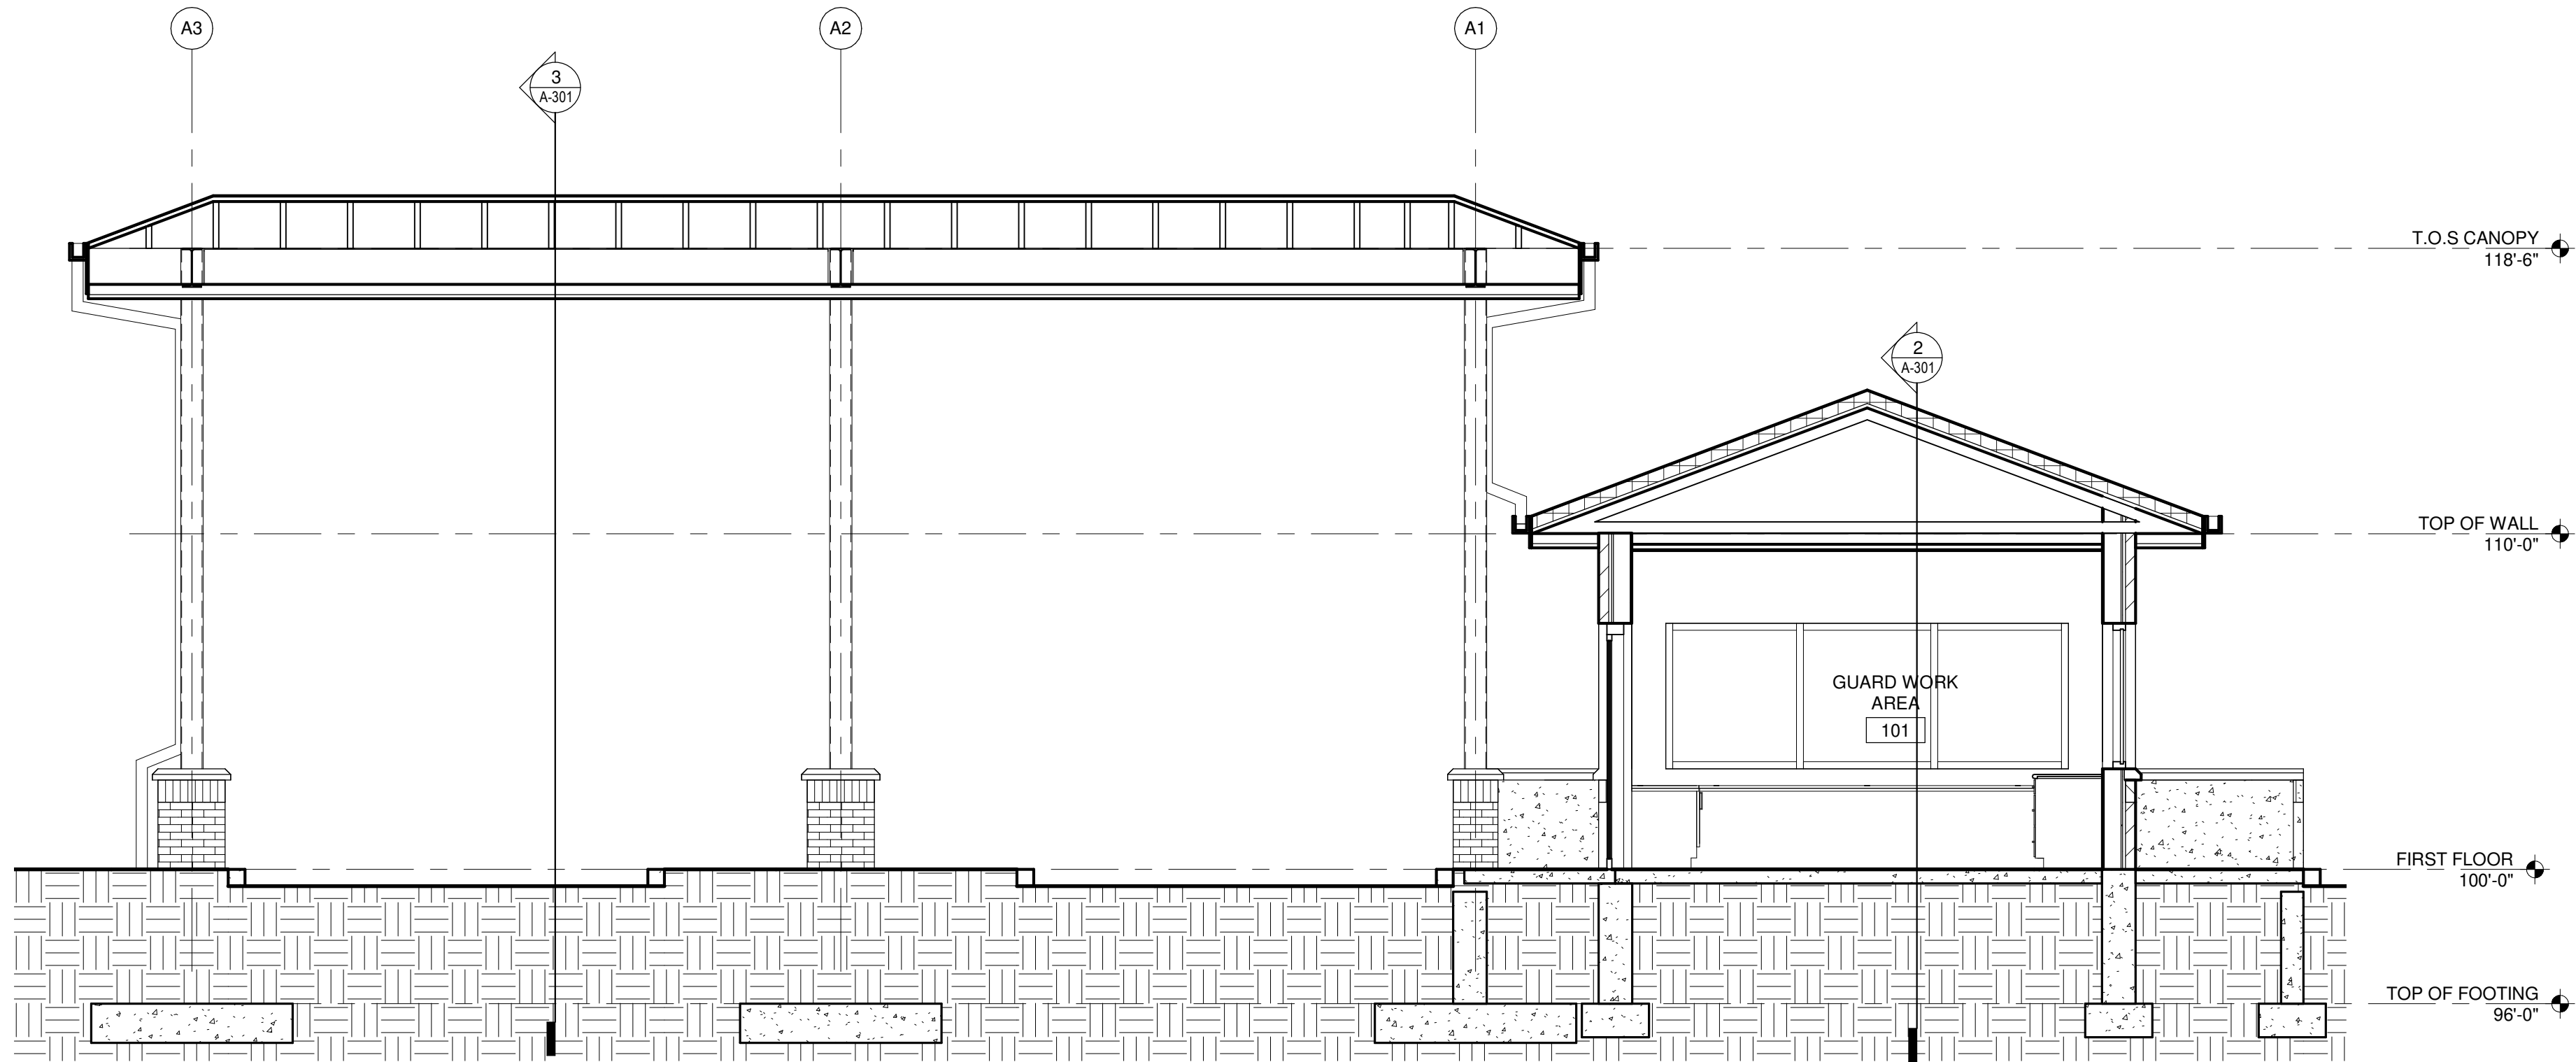 A3
A2
A1
3
A-301
T.O.S CANOPY
118'-6"
2
A-301
TOP OF WALL
110'-0"
GUARD WORK
AREA
101
FIRST FLOOR
100'-0"
TOP OF FOOTING
96'-0"